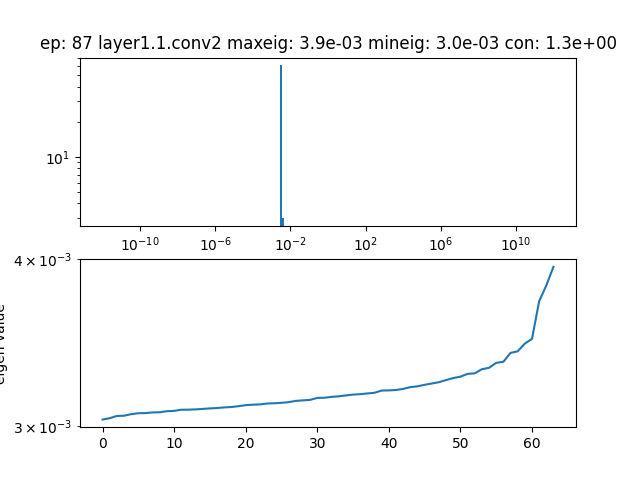 ep: 87 layer1.1.conv2 maxeig: 3.9e-03 mineig: 3.0e-03 con: 1.3e+00
10¹
10⁻¹⁰ 10⁻⁶ 10⁻² 10² 10⁶ 10¹⁰
4 × 10⁻³
eigen value
3 × 10⁻³
0 10 20 30 40 50 60